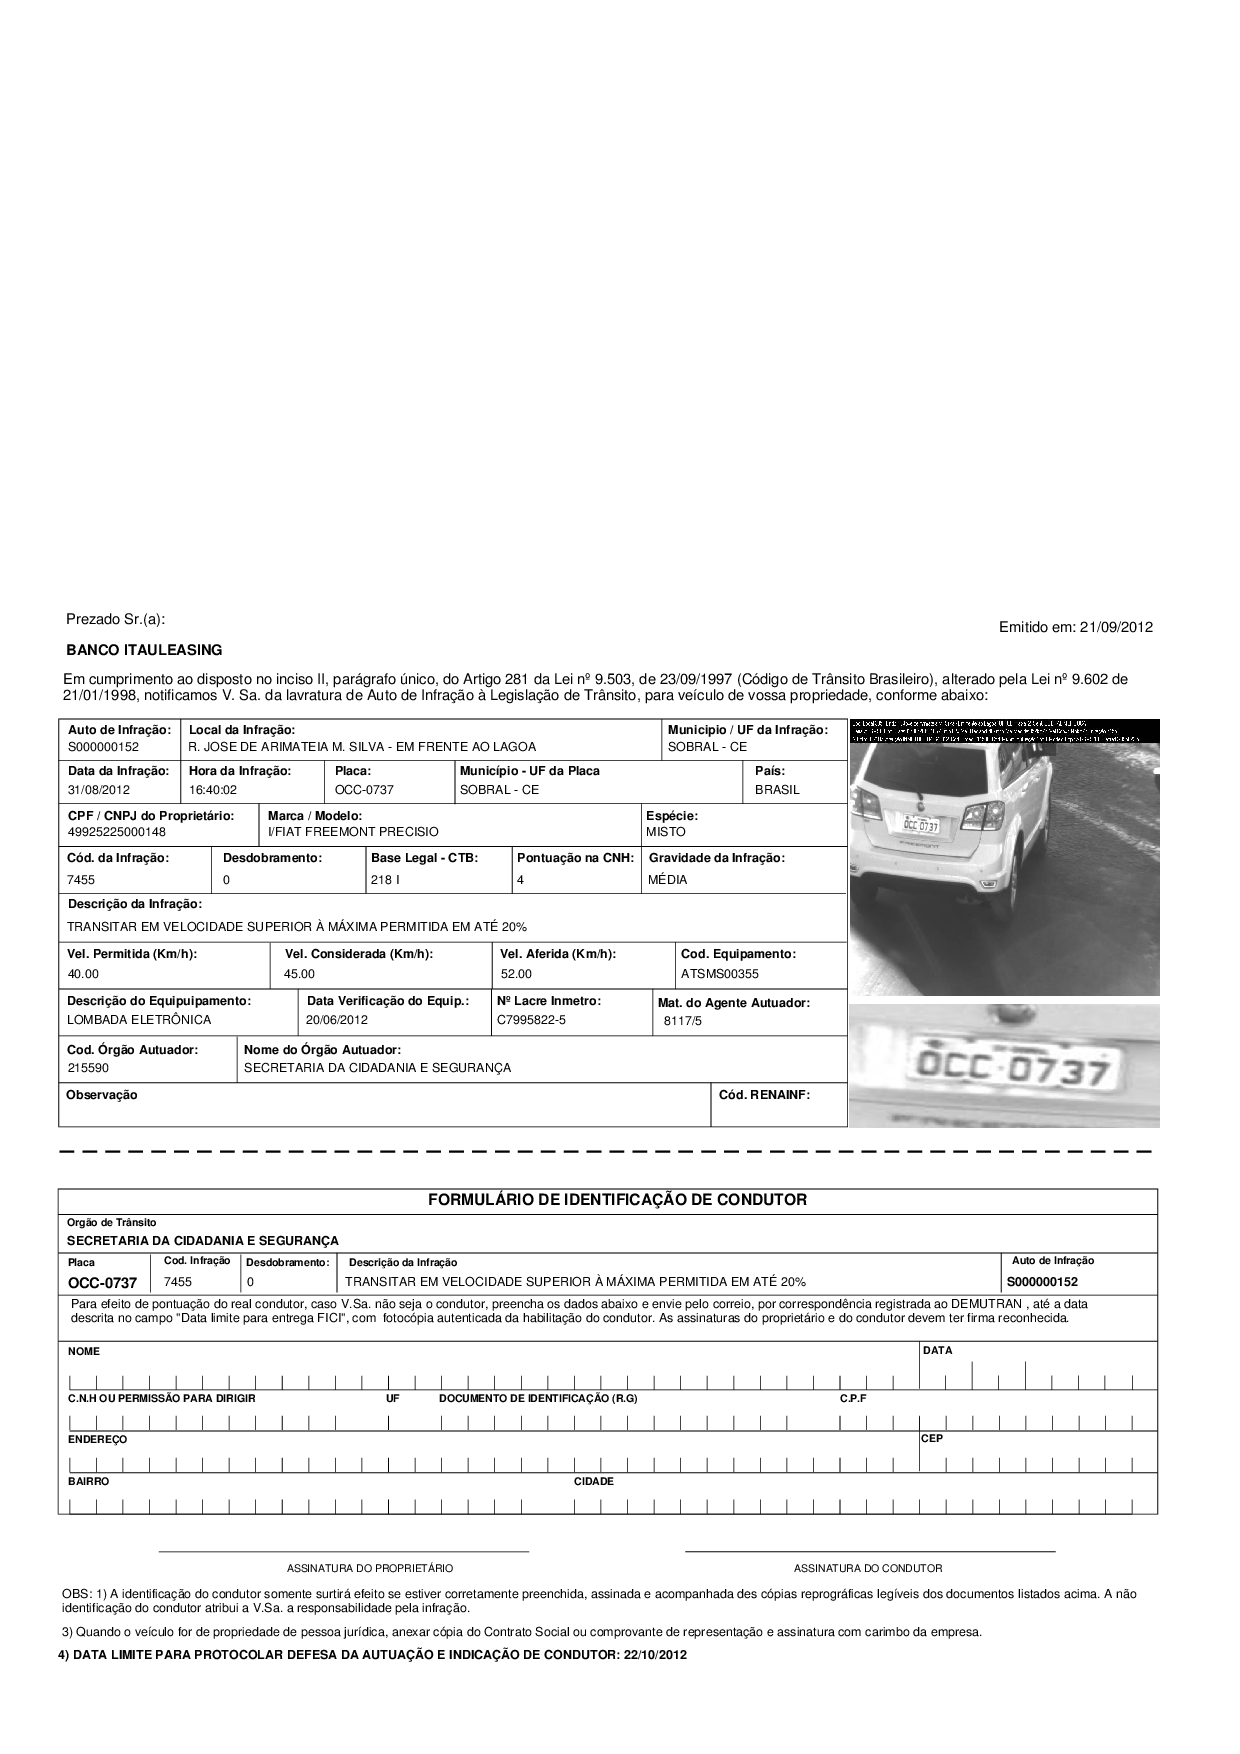 Prezado Sr.(a):
Emitido em: 21/09/2012
BANCO ITAULEASING
Em cumprimento ao disposto no inciso II, parágrafo único, do Artigo 281 da Lei nº 9.503, de 23/09/1997 (Código de Trânsito Brasileiro), alterado pela Lei nº 9.602 de
21/01/1998, notificamos V. Sa. da lavratura de Auto de Infração à Legislação de Trânsito, para veículo de vossa propriedade, conforme abaixo:
Auto de Infração: Local da Infração: Municipio / UF da Infração:
S000000152 R. JOSE DE ARIMATEIA M. SILVA - EM FRENTE AO LAGOA SOBRAL - CE
Data da Infração: Hora da Infração: Placa: Município - UF da Placa País:
31/08/2012 16:40:02 OCC-0737 SOBRAL - CE BRASIL
CPF / CNPJ do Proprietário: Marca / Modelo: Espécie:
49925225000148 I/FIAT FREEMONT PRECISIO MISTO
Cód. da Infração: Desdobramento: Base Legal - CTB: Pontuação na CNH: Gravidade da Infração:
7455 0 218 I 4 MÉDIA
Descrição da Infração:
TRANSITAR EM VELOCIDADE SUPERIOR À MÁXIMA PERMITIDA EM ATÉ 20%
Vel. Permitida (Km/h): Vel. Considerada (Km/h): Vel. Aferida (Km/h): Cod. Equipamento:
40.00 45.00 52.00 ATSMS00355
Descrição do Equipuipamento: Data Verificação do Equip.: Nº Lacre Inmetro: Mat. do Agente Autuador:
LOMBADA ELETRÔNICA 20/06/2012 C7995822-5 8117/5
Cod. Órgão Autuador: Nome do Órgão Autuador:
215590 SECRETARIA DA CIDADANIA E SEGURANÇA
Observação Cód. RENAINF:
OCC 0737
OCC-0737
FORMULÁRIO DE IDENTIFICAÇÃO DE CONDUTOR
Orgão de Trânsito
SECRETARIA DA CIDADANIA E SEGURANÇA
Placa Cod. Infração Desdobramento: Descrição da Infração Auto de Infração
OCC-0737 7455 0 TRANSITAR EM VELOCIDADE SUPERIOR À MÁXIMA PERMITIDA EM ATÉ 20% S000000152
Para efeito de pontuação do real condutor, caso V.Sa. não seja o condutor, preencha os dados abaixo e envie pelo correio, por correspondência registrada ao DEMUTRAN , até a data
descrita no campo "Data limite para entrega FICI", com fotocópia autenticada da habilitação do condutor. As assinaturas do proprietário e do condutor devem ter firma reconhecida.
NOME DATA
C.N.H OU PERMISSÃO PARA DIRIGIR UF DOCUMENTO DE IDENTIFICAÇÃO (R.G) C.P.F
ENDEREÇO CEP
BAIRRO CIDADE
ASSINATURA DO PROPRIETÁRIO ASSINATURA DO CONDUTOR
OBS: 1) A identificação do condutor somente surtirá efeito se estiver corretamente preenchida, assinada e acompanhada des cópias reprográficas legíveis dos documentos listados acima. A não
identificação do condutor atribui a V.Sa. a responsabilidade pela infração.
3) Quando o veículo for de propriedade de pessoa jurídica, anexar cópia do Contrato Social ou comprovante de representação e assinatura com carimbo da empresa.
4) DATA LIMITE PARA PROTOCOLAR DEFESA DA AUTUAÇÃO E INDICAÇÃO DE CONDUTOR: 22/10/2012